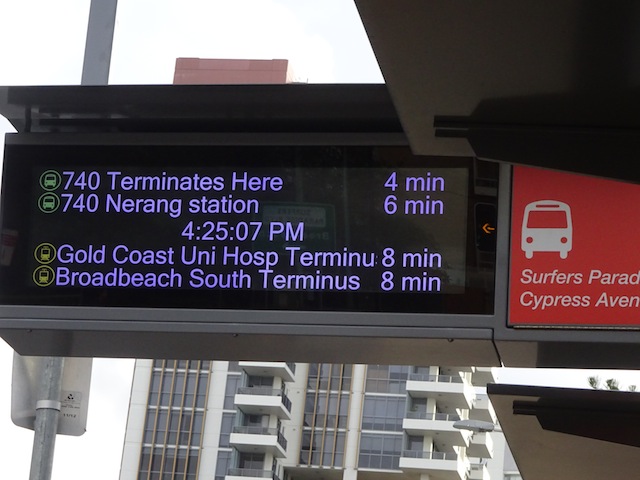 740 Terminates Here 4 min
740 Nerang station 6 min
4:25:07 PM
Gold Coast Uni Hosp Terminu 8 min
Broadbeach South Terminus 8 min
Surfers Parad
Cypress Aven